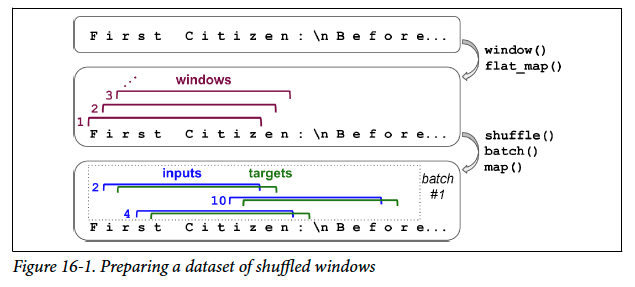 F i r s t   C i t i z e n : \n B e f o r e . . .
window()
flat_map()
windows
3
2
1
F i r s t   C i t i z e n : \n B e f o r e . . .
shuffle()
batch()
map()
inputs targets
batch
#1
2
10
4
F i r s t   C i t i z e n : \n B e f o r e . . .
Figure 16-1. Preparing a dataset of shuffled windows